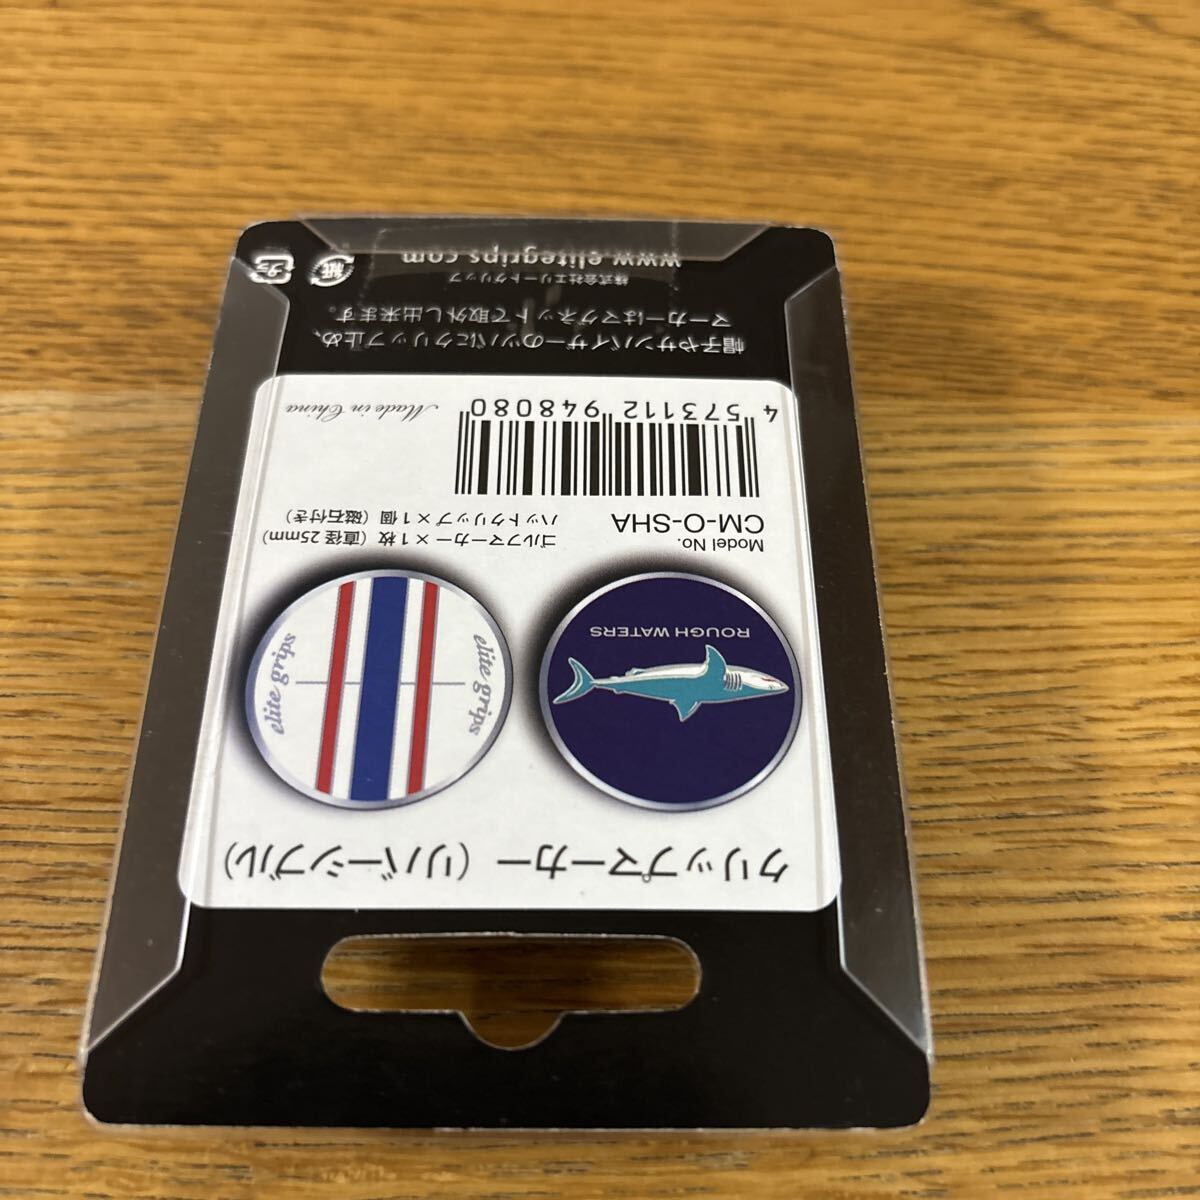 クリップマーカー(リバーシブル)
ROUGH WATERS
elite grips
elite grips
Model No.
CM-O-SHA
ゴルフマーカー×1枚(直径25mm)
ハットクリップ×1個(磁石付き)
4 573112 948080
Made in China
帽子やサンバイザーのツバにクリップ止め、
マーカーはマグネットで取外し出来ます。
株式会社エリートグリップ
www.elitegrips.com
紙
プラ